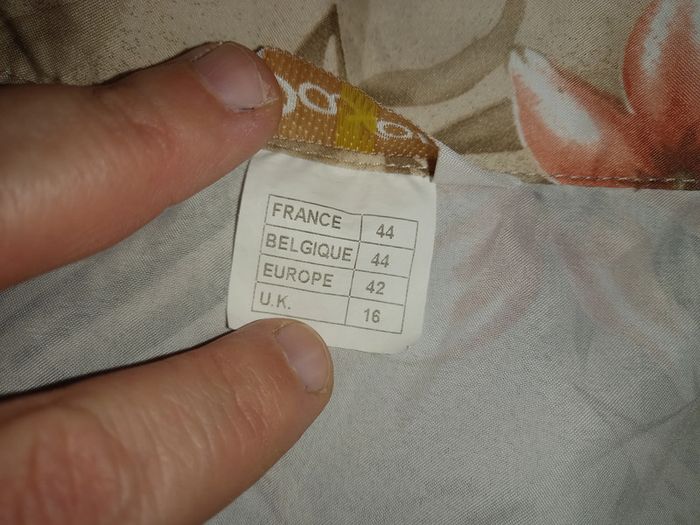 FRANCE 44
BELGIQUE 44
EUROPE 42
U.K. 16